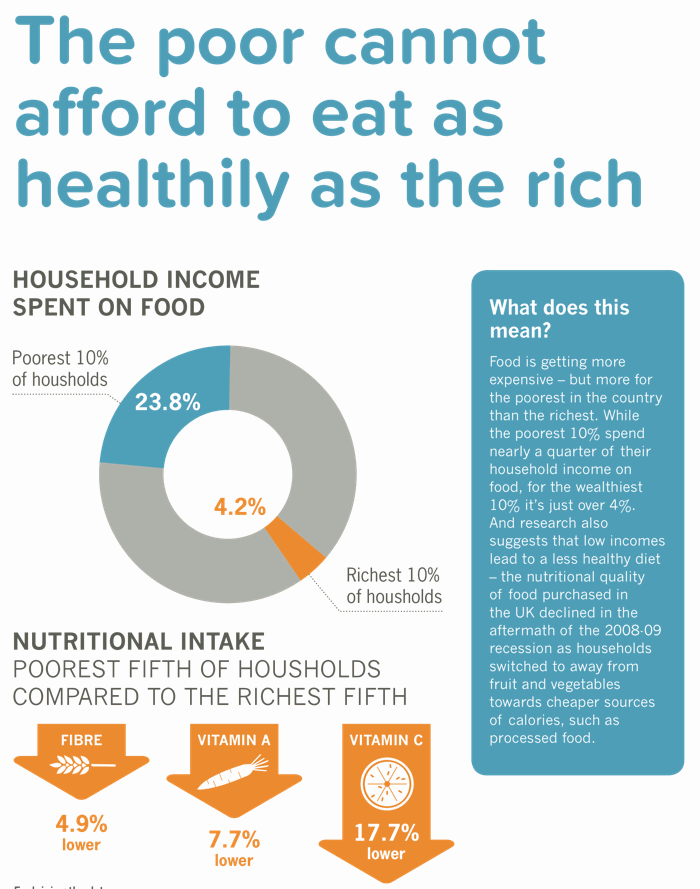 The poor cannot
afford to eat as
healthily as the rich
HOUSEHOLD INCOME
SPENT ON FOOD
Poorest 10%
of housholds
23.8%
4.2%
Richest 10%
of housholds
What does this
mean?
Food is getting more
expensive – but more for
the poorest in the country
than the richest. While
the poorest 10% spend
nearly a quarter of their
household income on
food, for the wealthiest
10% it's just over 4%.
And research also
suggests that low incomes
lead to a less healthy diet
– the nutritional quality
of food purchased in
the UK declined in the
aftermath of the 2008-09
recession as households
switched to away from
fruit and vegetables
towards cheaper sources
of calories, such as
processed food.
NUTRITIONAL INTAKE
POOREST FIFTH OF HOUSHOLDS
COMPARED TO THE RICHEST FIFTH
FIBRE
4.9%
lower
VITAMIN A
7.7%
lower
VITAMIN C
17.7%
lower